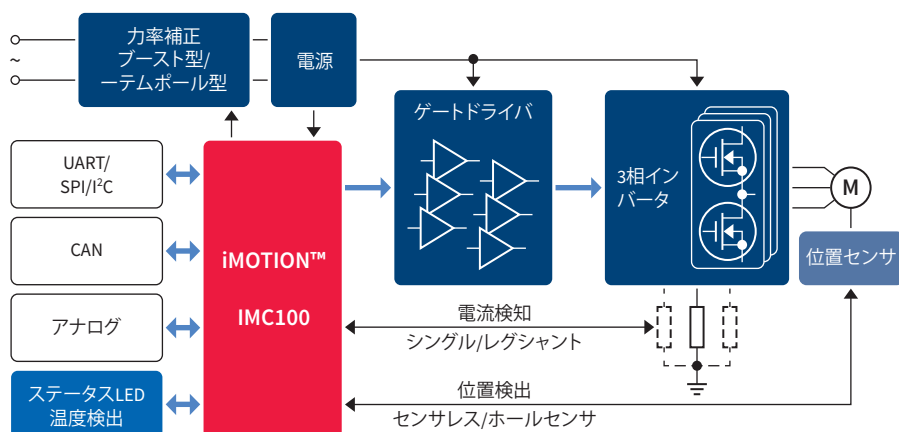 力率補正
ブースト型/
ーテムポール型
電源
~
ゲートドライバ
3相イン
バータ
M
位置センサ
UART/
SPI/I²C
CAN
アナログ
ステータスLED
温度検出
iMOTION™
IMC100
電流検知
シングル/レグシャント
位置検出
センサレス/ホールセンサ